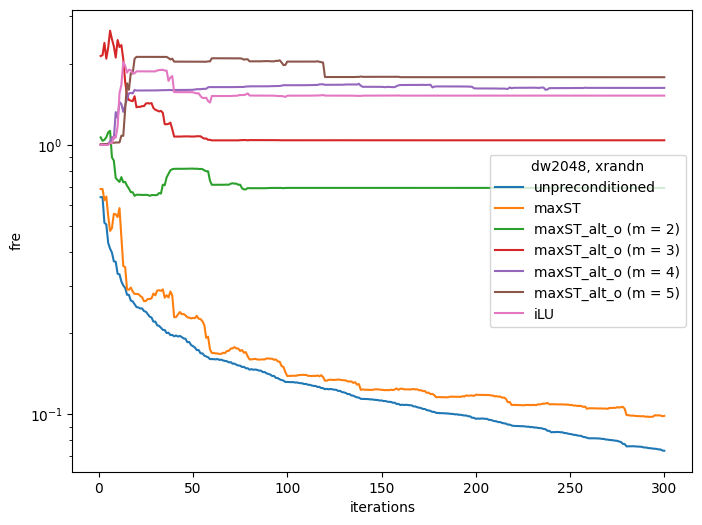 fre
10⁰
10⁻¹
dw2048, xrandn
unpreconditioned
maxST
maxST_alt_o (m = 2)
maxST_alt_o (m = 3)
maxST_alt_o (m = 4)
maxST_alt_o (m = 5)
iLU
0 50 100 150 200 250 300
iterations